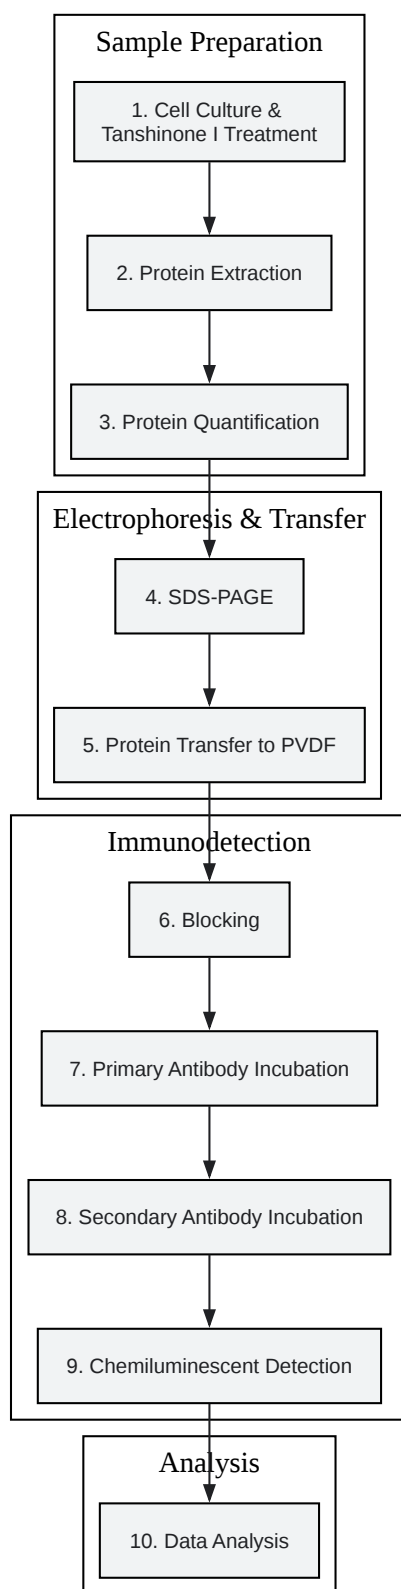 Sample Preparation
1. Cell Culture &
Tanshinone I Treatment
2. Protein Extraction
3. Protein Quantification
Electrophoresis & Transfer
4. SDS-PAGE
5. Protein Transfer to PVDF
Immunodetection
6. Blocking
7. Primary Antibody Incubation
8. Secondary Antibody Incubation
9. Chemiluminescent Detection
Analysis
10. Data Analysis